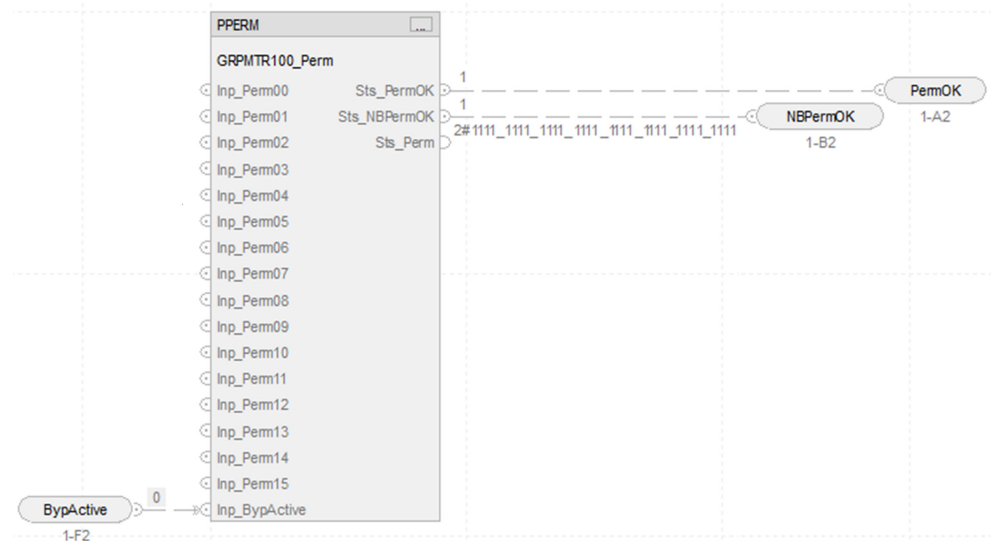 PPERM ...
GRPMTR100_Perm
Inp_Perm00 Sts_PermOK 1 PermOK
1-A2
Inp_Perm01 Sts_NBPermOK 1 NBPermOK
1-B2
Inp_Perm02 Sts_Perm 2#1111_1111_1111_1111_1111_1111_1111_1111
Inp_Perm03
Inp_Perm04
Inp_Perm05
Inp_Perm06
Inp_Perm07
Inp_Perm08
Inp_Perm09
Inp_Perm10
Inp_Perm11
Inp_Perm12
Inp_Perm13
Inp_Perm14
Inp_Perm15
BypActive 0 Inp_BypActive
1-F2